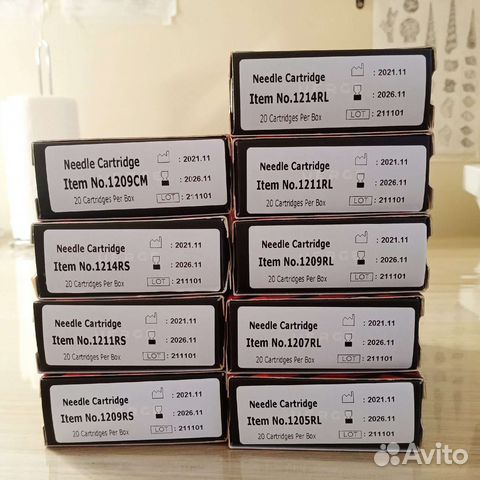 Needle Cartridge : 2021.11
Item No.1214RL : 2026.11
20 Cartridges Per Box LOT : 211101
Needle Cartridge : 2021.11
Item No.1209CM : 2026.11
20 Cartridges Per Box LOT : 211101
Needle Cartridge : 2021.11
Item No.1211RL : 2026.11
20 Cartridges Per Box LOT : 211101
Needle Cartridge : 2021.11
Item No.1214RS : 2026.11
20 Cartridges Per Box LOT : 211101
Needle Cartridge : 2021.11
Item No.1209RL : 2026.11
20 Cartridges Per Box LOT : 211101
Needle Cartridge : 2021.11
Item No.1211RS : 2026.11
20 Cartridges Per Box LOT : 211101
Needle Cartridge : 2021.11
Item No.1207RL : 2026.11
20 Cartridges Per Box LOT : 211101
Needle Cartridge : 2021.11
Item No.1209RS : 2026.11
20 Cartridges Per Box LOT : 211101
Needle Cartridge : 2021.11
Item No.1205RL : 2026.11
20 Cartridges Per Box LOT : 211101
Avito